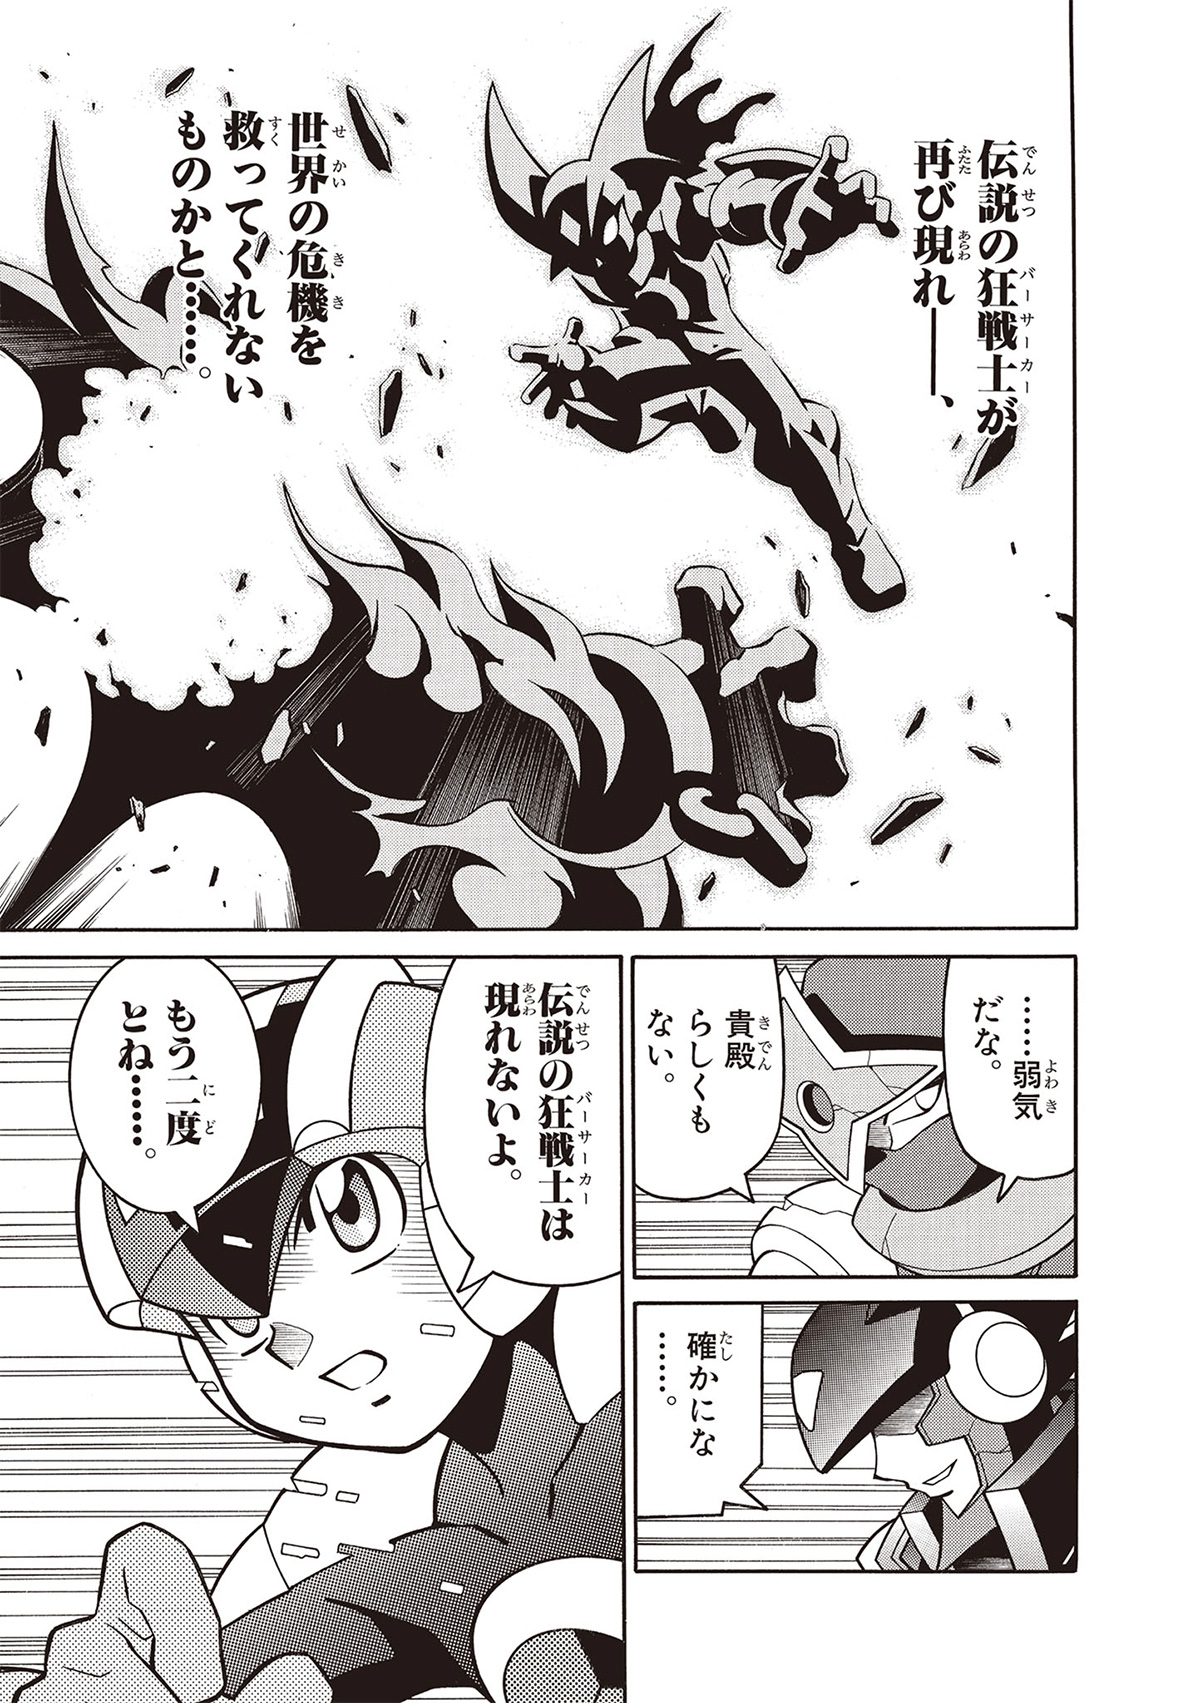 伝説の狂戦士が
再び現れ――、
世界の危機を
救ってくれない
ものかと……。
……弱気
だな。
貴殿
らしくも
ない。
確かにな
……。
伝説の狂戦士は
現れないよ。
もう二度
とね……。